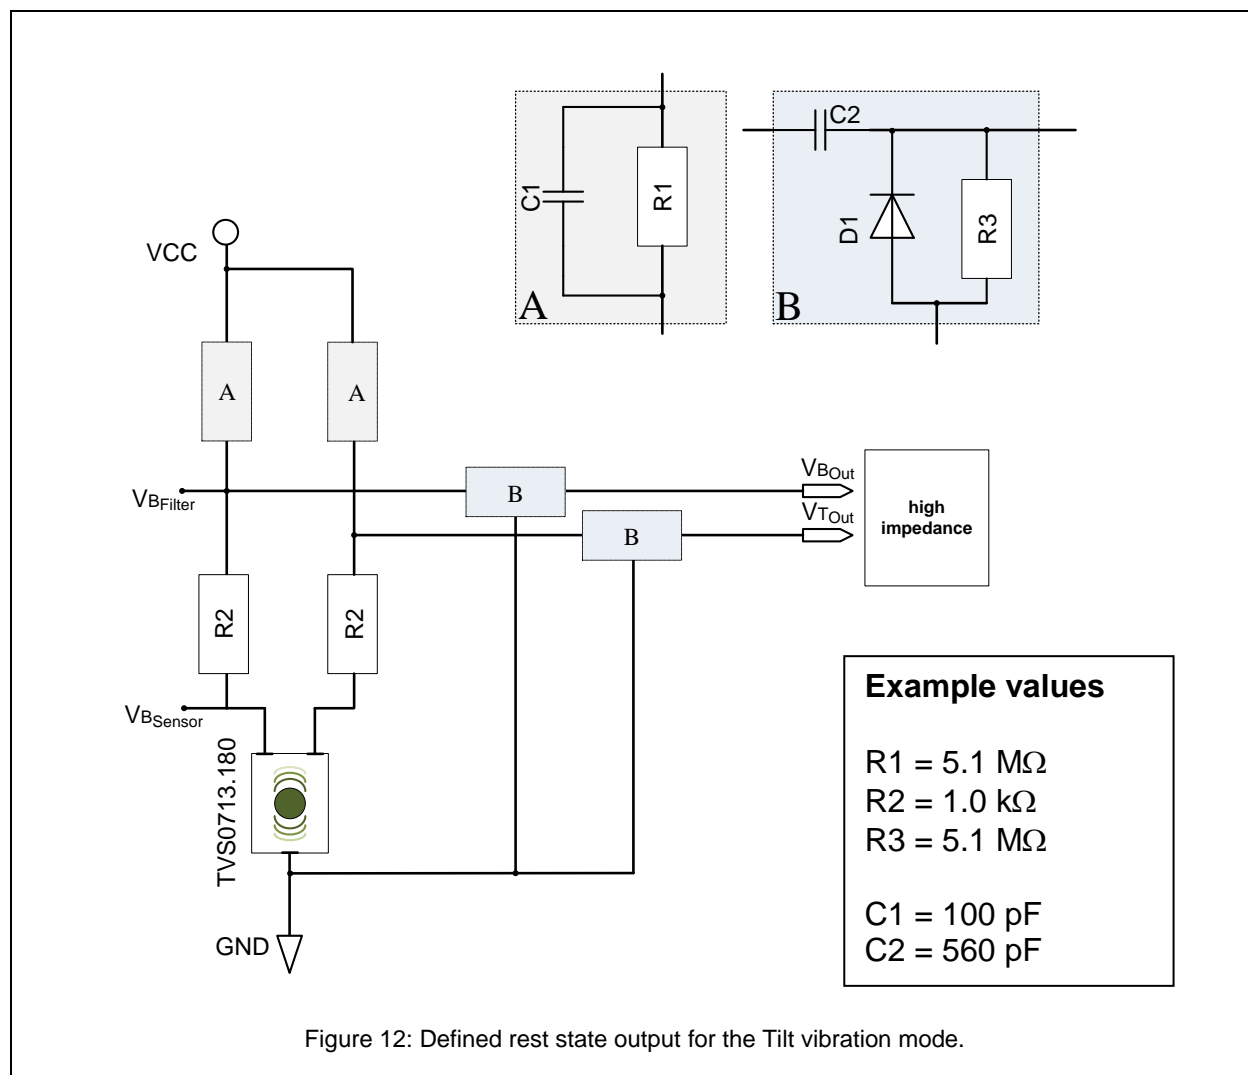 C2
C1
R1
D1
R3
A
B
VCC
A
A
VBFilter
B
VBOut
VTOut
B
high
impedance
R2
R2
VBSensor
TVS0713.180
GND
Example values
R1 = 5.1 MΩ
R2 = 1.0 kΩ
R3 = 5.1 MΩ
C1 = 100 pF
C2 = 560 pF
Figure 12: Defined rest state output for the Tilt vibration mode.